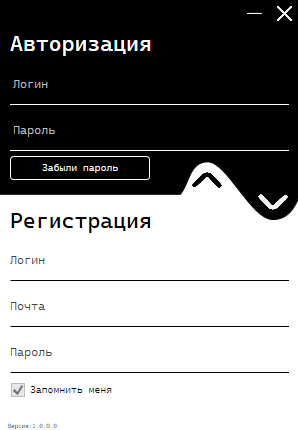 Авторизация
Логин
Пароль
Забыли пароль
Регистрация
Логин
Почта
Пароль
Запомнить меня
Версия:1.0.0.0